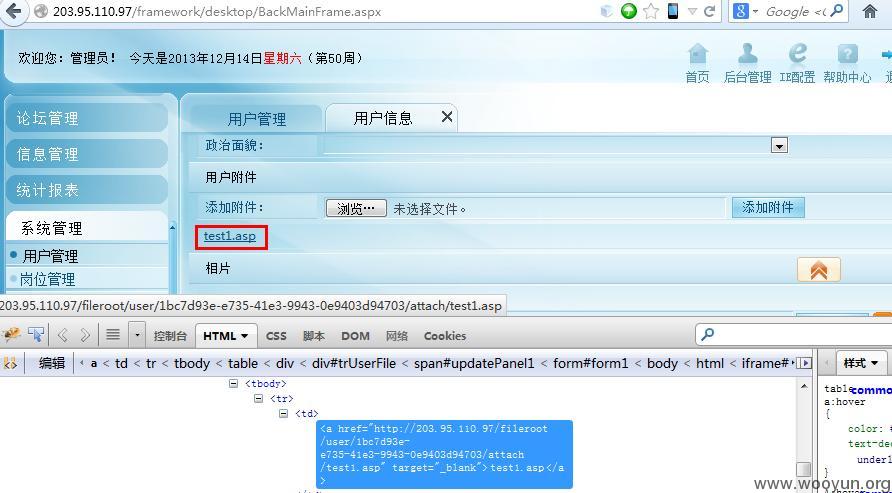 203.95.110.97/framework/desktop/BackMainFrame.aspx
Google
欢迎您：管理员！ 今天是2013年12月14日星期六（第50周）
首页 后台管理 IE配置 帮助中心
论坛管理
信息管理
统计报表
系统管理
用户管理
岗位管理
用户管理 用户信息
政治面貌：
用户附件
添加附件： 浏览… 未选择文件。 添加附件
test1.asp
相片
203.95.110.97/fileroot/user/1bc7d93e-e735-41e3-9943-0e9403d94703/attach/test1.asp
控制台 HTML CSS 脚本 DOM 网络 Cookies
编辑 a < td < tr < tbody < table < div < div#trUserFile < span#updatePanel1 < form#form1 < body < html < iframe#
样式
<tbody>
<tr>
<td>
<a href="http://203.95.110.97/fileroot
/user/1bc7d93e-
e735-41e3-9943-0e9403d94703/attach
/test1.asp" target="_blank">test1.asp</a
>
a:hover
{
color:
text-dec
underl
}
www.wooyun.org